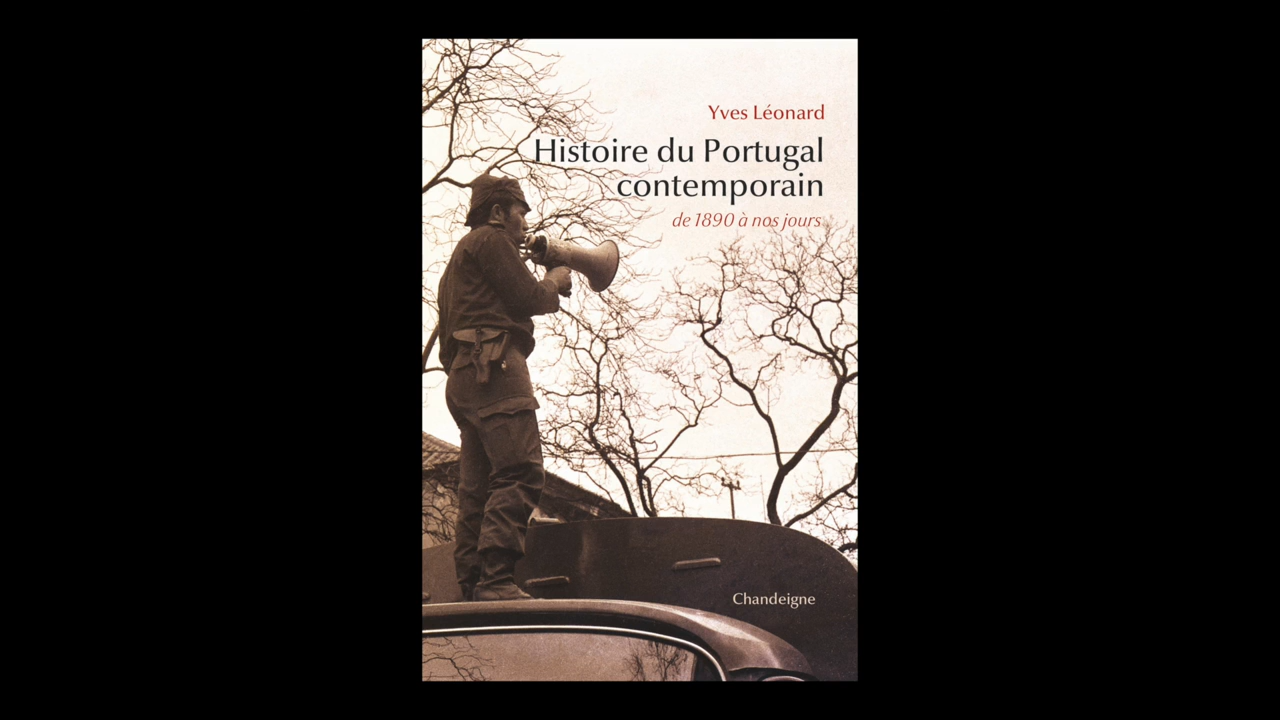 Yves Léonard
Histoire du Portugal
contemporain
de 1890 à nos jours
Chandeigne